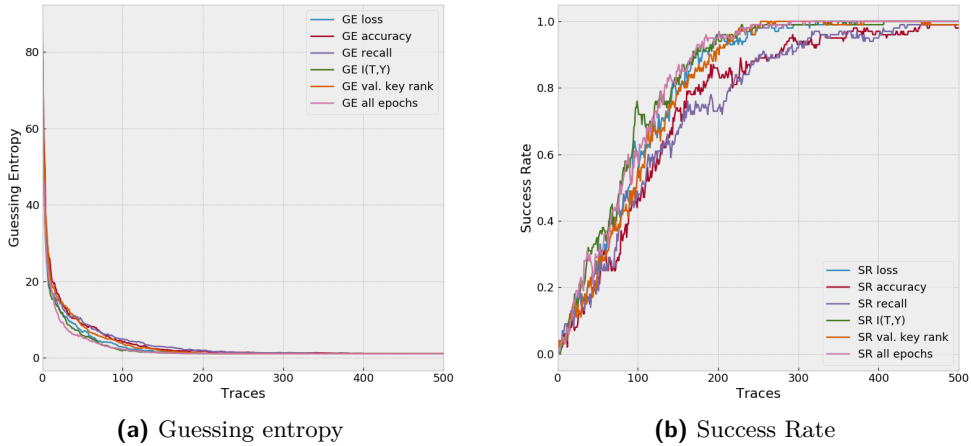 GE loss
GE accuracy
GE recall
GE I(T,Y)
GE val. key rank
GE all epochs
Guessing Entropy
80
60
40
20
0
0 100 200 300 400 500
Traces
(a) Guessing entropy
Success Rate
1.0
0.8
0.6
0.4
0.2
0.0
SR loss
SR accuracy
SR recall
SR I(T,Y)
SR val. key rank
SR all epochs
0 100 200 300 400 500
Traces
(b) Success Rate